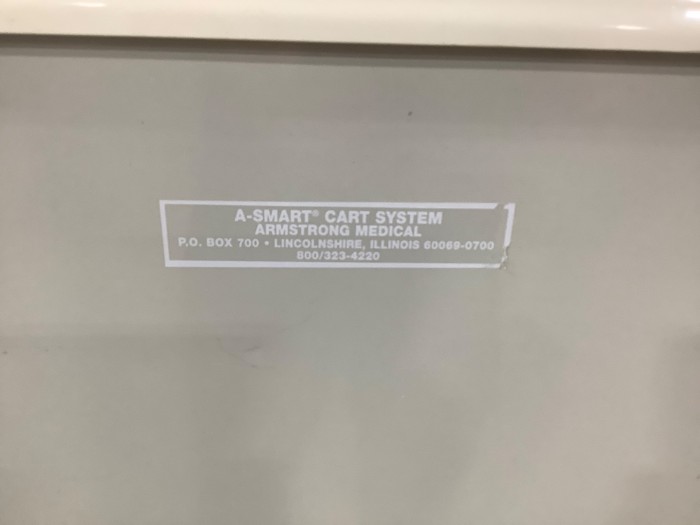 A-SMART® CART SYSTEM
ARMSTRONG MEDICAL
P.O. BOX 700 • LINCOLNSHIRE, ILLINOIS 60069-0700
800/323-4220